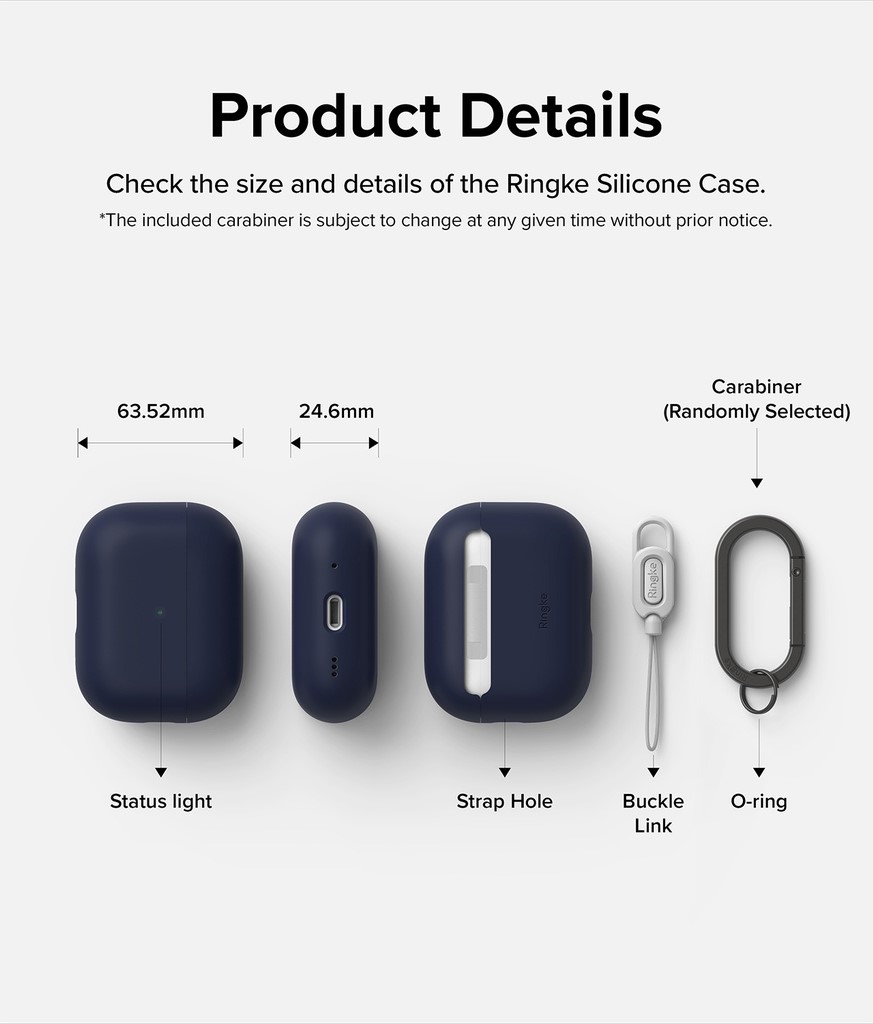 Product Details
Check the size and details of the Ringke Silicone Case.
*The included carabiner is subject to change at any given time without prior notice.
Carabiner
(Randomly Selected)
63.52mm
24.6mm
Ringke
Ringke
Status light
Strap Hole
Buckle
Link
O-ring